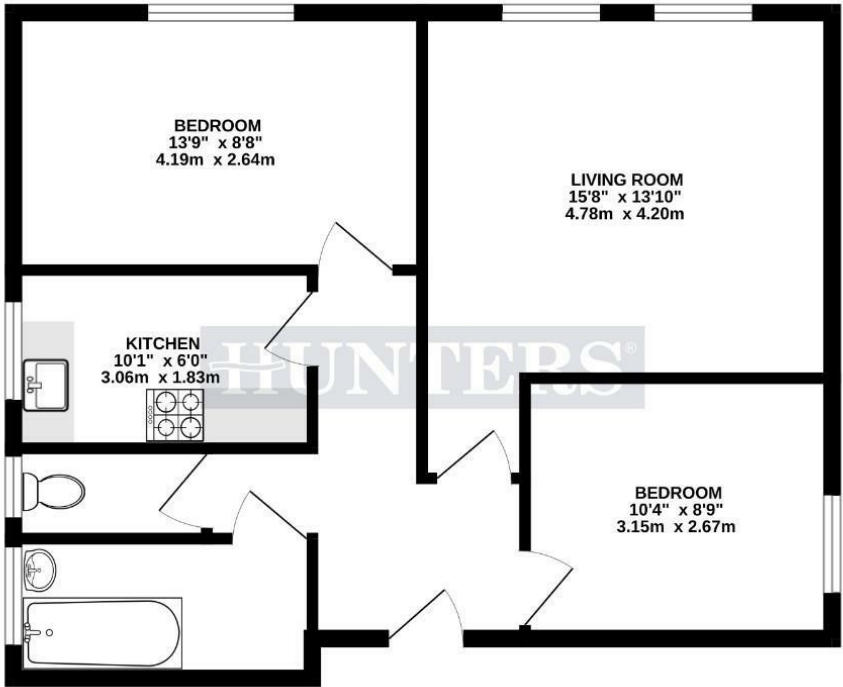 BEDROOM
13'9" x 8'8"
4.19m x 2.64m
LIVING ROOM
15'8" x 13'10"
4.78m x 4.20m
KITCHEN
10'1" x 6'0"
3.06m x 1.83m
HUNTERS®
BEDROOM
10'4" x 8'9"
3.15m x 2.67m